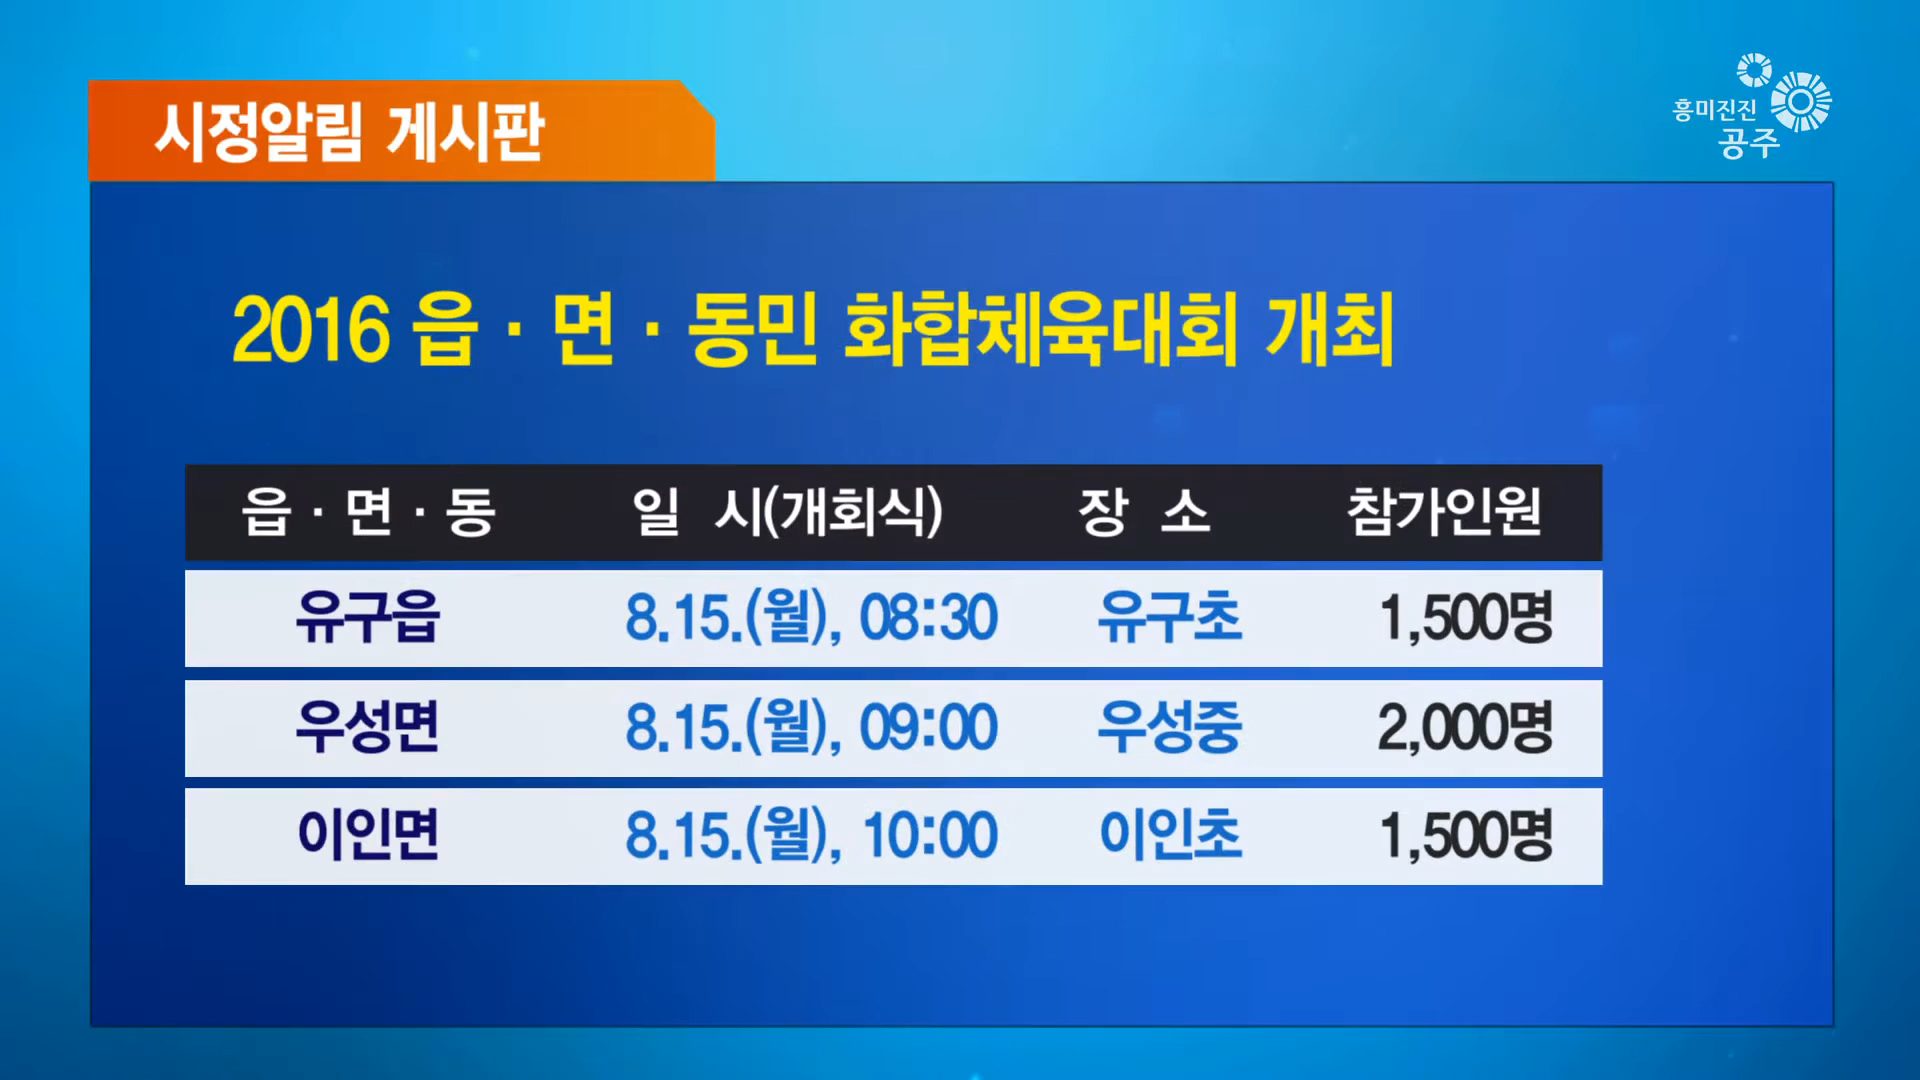 시정알림 게시판
흥미진진
공주
2016 읍·면·동민 화합체육대회 개최
읍·면·동 일 시(개회식) 장 소 참가인원
유구읍 8.15.(월), 08:30 유구초 1,500명
우성면 8.15.(월), 09:00 우성중 2,000명
이인면 8.15.(월), 10:00 이인초 1,500명